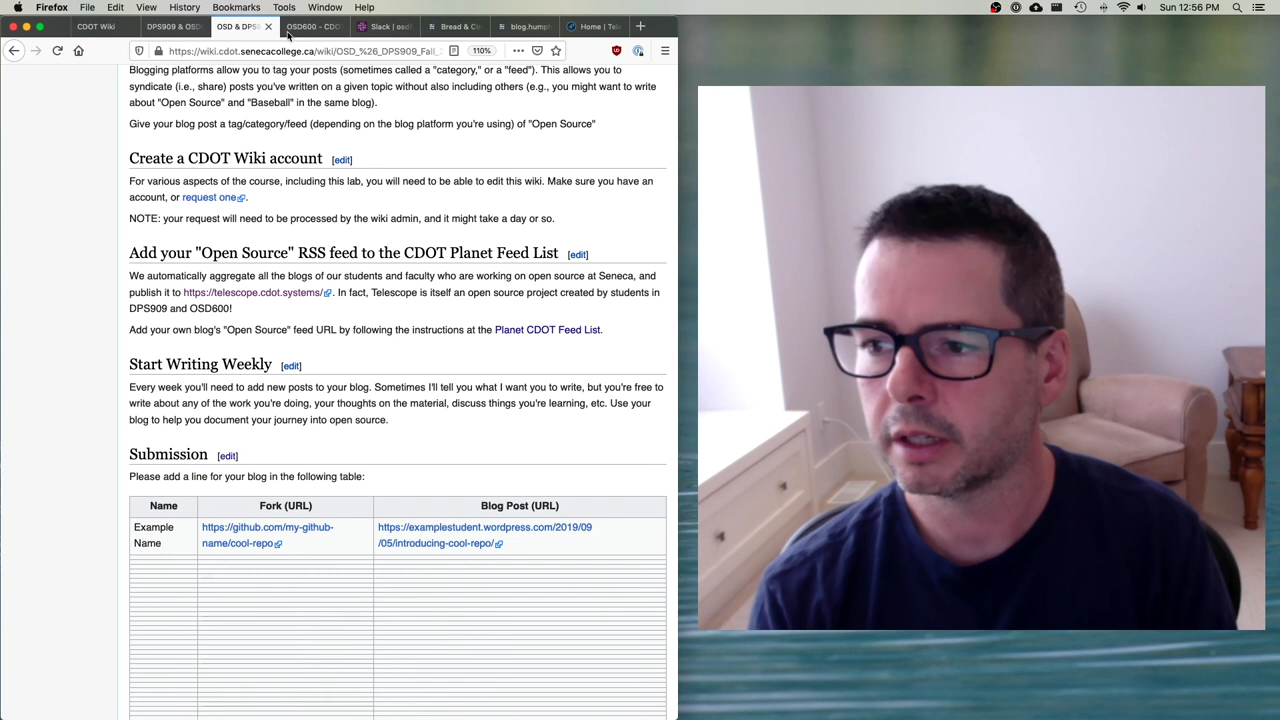 Firefox File Edit View History Bookmarks Tools Window Help
Sun 12:56 PM
CDOT Wiki DPS909 & OSD OSD & DPS OSD600 - CDO Slack | osd Bread & Cir blog.humph Home | Tele
https://wiki.cdot.senecacollege.ca/wiki/OSD_%26_DPS909_Fall_ 110%
Blogging platforms allow you to tag your posts (sometimes called a "category," or a "feed"). This allows you to
syndicate (i.e., share) posts you've written on a given topic without also including others (e.g., you might want to write
about "Open Source" and "Baseball" in the same blog).
Give your blog post a tag/category/feed (depending on the blog platform you're using) of "Open Source"
Create a CDOT Wiki account [edit]
For various aspects of the course, including this lab, you will need to be able to edit this wiki. Make sure you have an
account, or request one.
NOTE: your request will need to be processed by the wiki admin, and it might take a day or so.
Add your "Open Source" RSS feed to the CDOT Planet Feed List [edit]
We automatically aggregate all the blogs of our students and faculty who are working on open source at Seneca, and
publish it to https://telescope.cdot.systems/. In fact, Telescope is itself an open source project created by students in
DPS909 and OSD600!
Add your own blog's "Open Source" feed URL by following the instructions at the Planet CDOT Feed List.
Start Writing Weekly [edit]
Every week you'll need to add new posts to your blog. Sometimes I'll tell you what I want you to write, but you're free to
write about any of the work you're doing, your thoughts on the material, discuss things you're learning, etc. Use your
blog to help you document your journey into open source.
Submission [edit]
Please add a line for your blog in the following table:
Name Fork (URL) Blog Post (URL)
Example https://github.com/my-github- https://examplestudent.wordpress.com/2019/09
Name name/cool-repo /05/introducing-cool-repo/